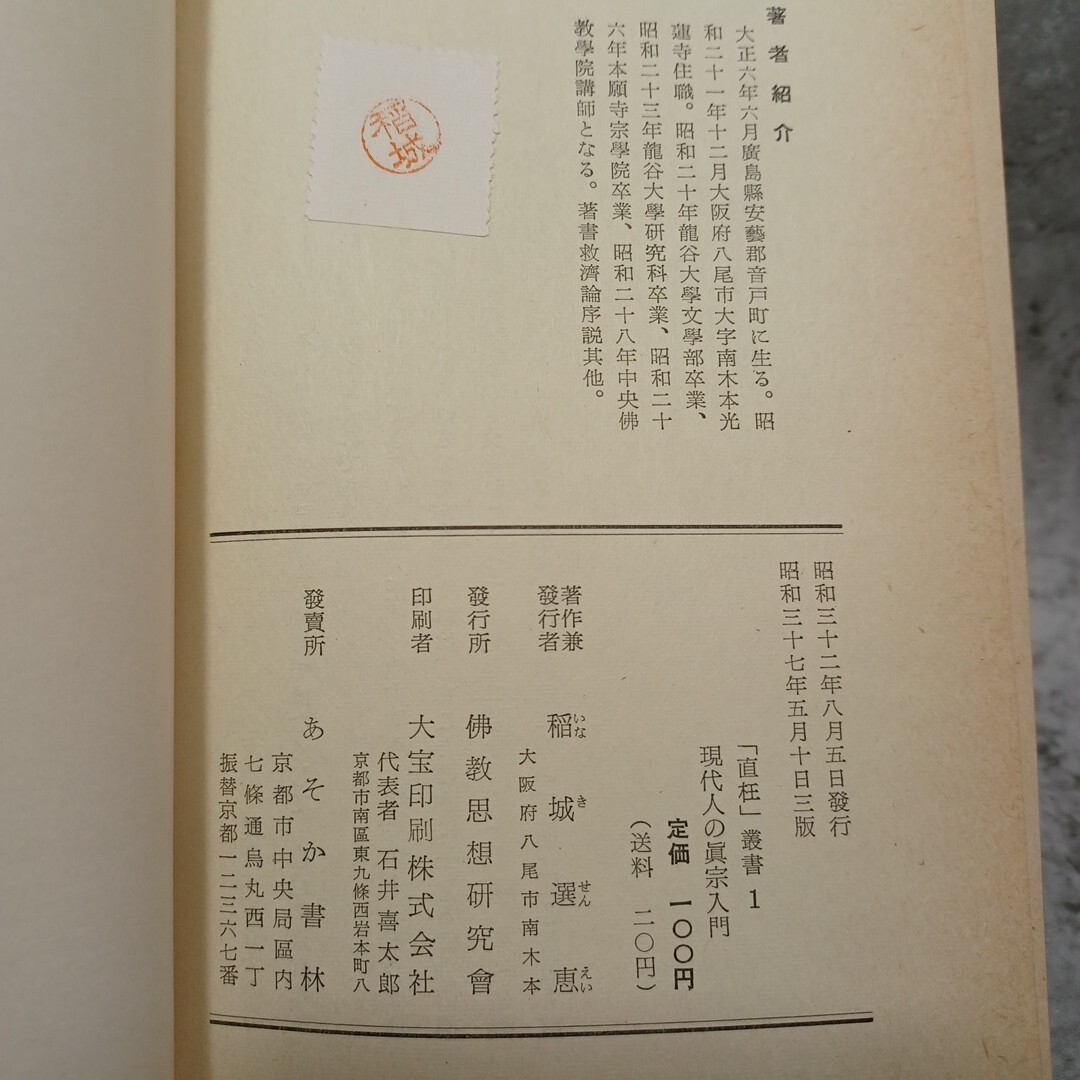 著者紹介
大正六年六月廣島縣安藝郡音戸町に生る。昭
和二十一年十二月大阪府八尾市大字南木本光
蓮寺住職。昭和二十年龍谷大學文學部卒業、
昭和二十三年龍谷大學研究科卒業、昭和二十
六年本願寺宗學院卒業、昭和二十八年中央佛
教學院講師となる。著書救濟論序説其他。
稲城
昭和三十二年八月五日發行
昭和三十七年五月十日三版
「直枉」叢書 1
現代人の眞宗入門
定価 一〇〇円
(送料 二〇円)
著作兼
發行者
稲城選恵
いなきせんえい
大阪府八尾市南木本
發行所 佛教思想研究會
印刷者 大宝印刷株式会社
代表者 石井喜太郎
京都市南區東九條西岩本町八
發賣所 あそか書林
京都市中央局區内
七條通烏丸西一丁
振替京都一二三六七番